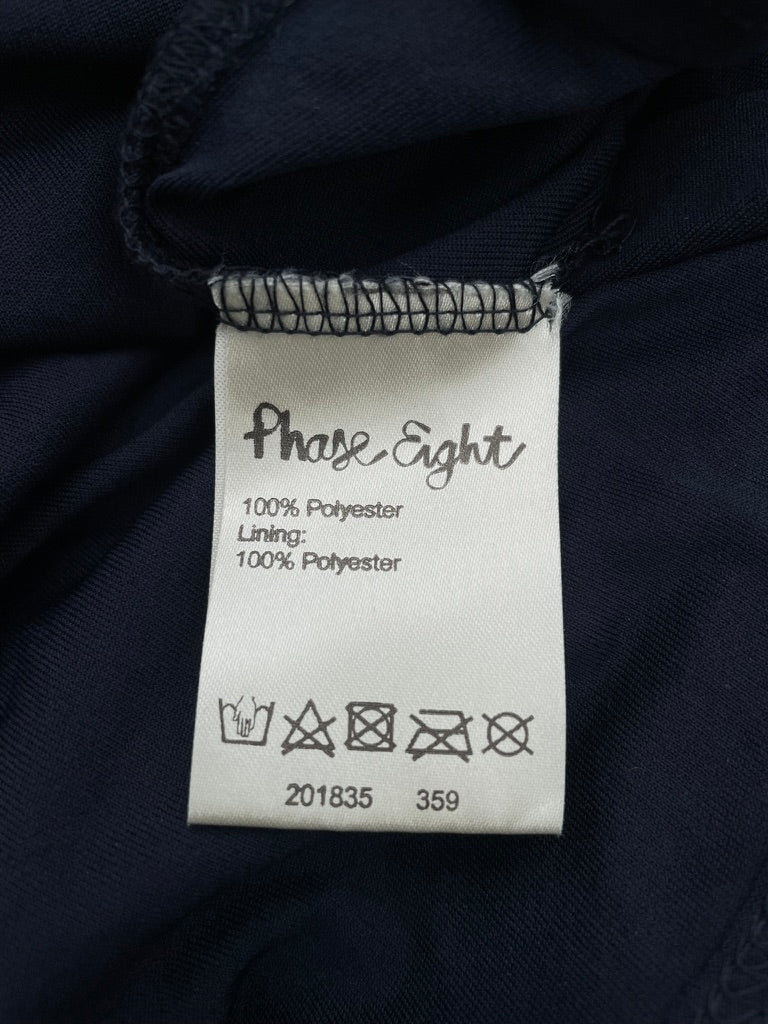 Phase Eight
100% Polyester
Lining:
100% Polyester
201835 359